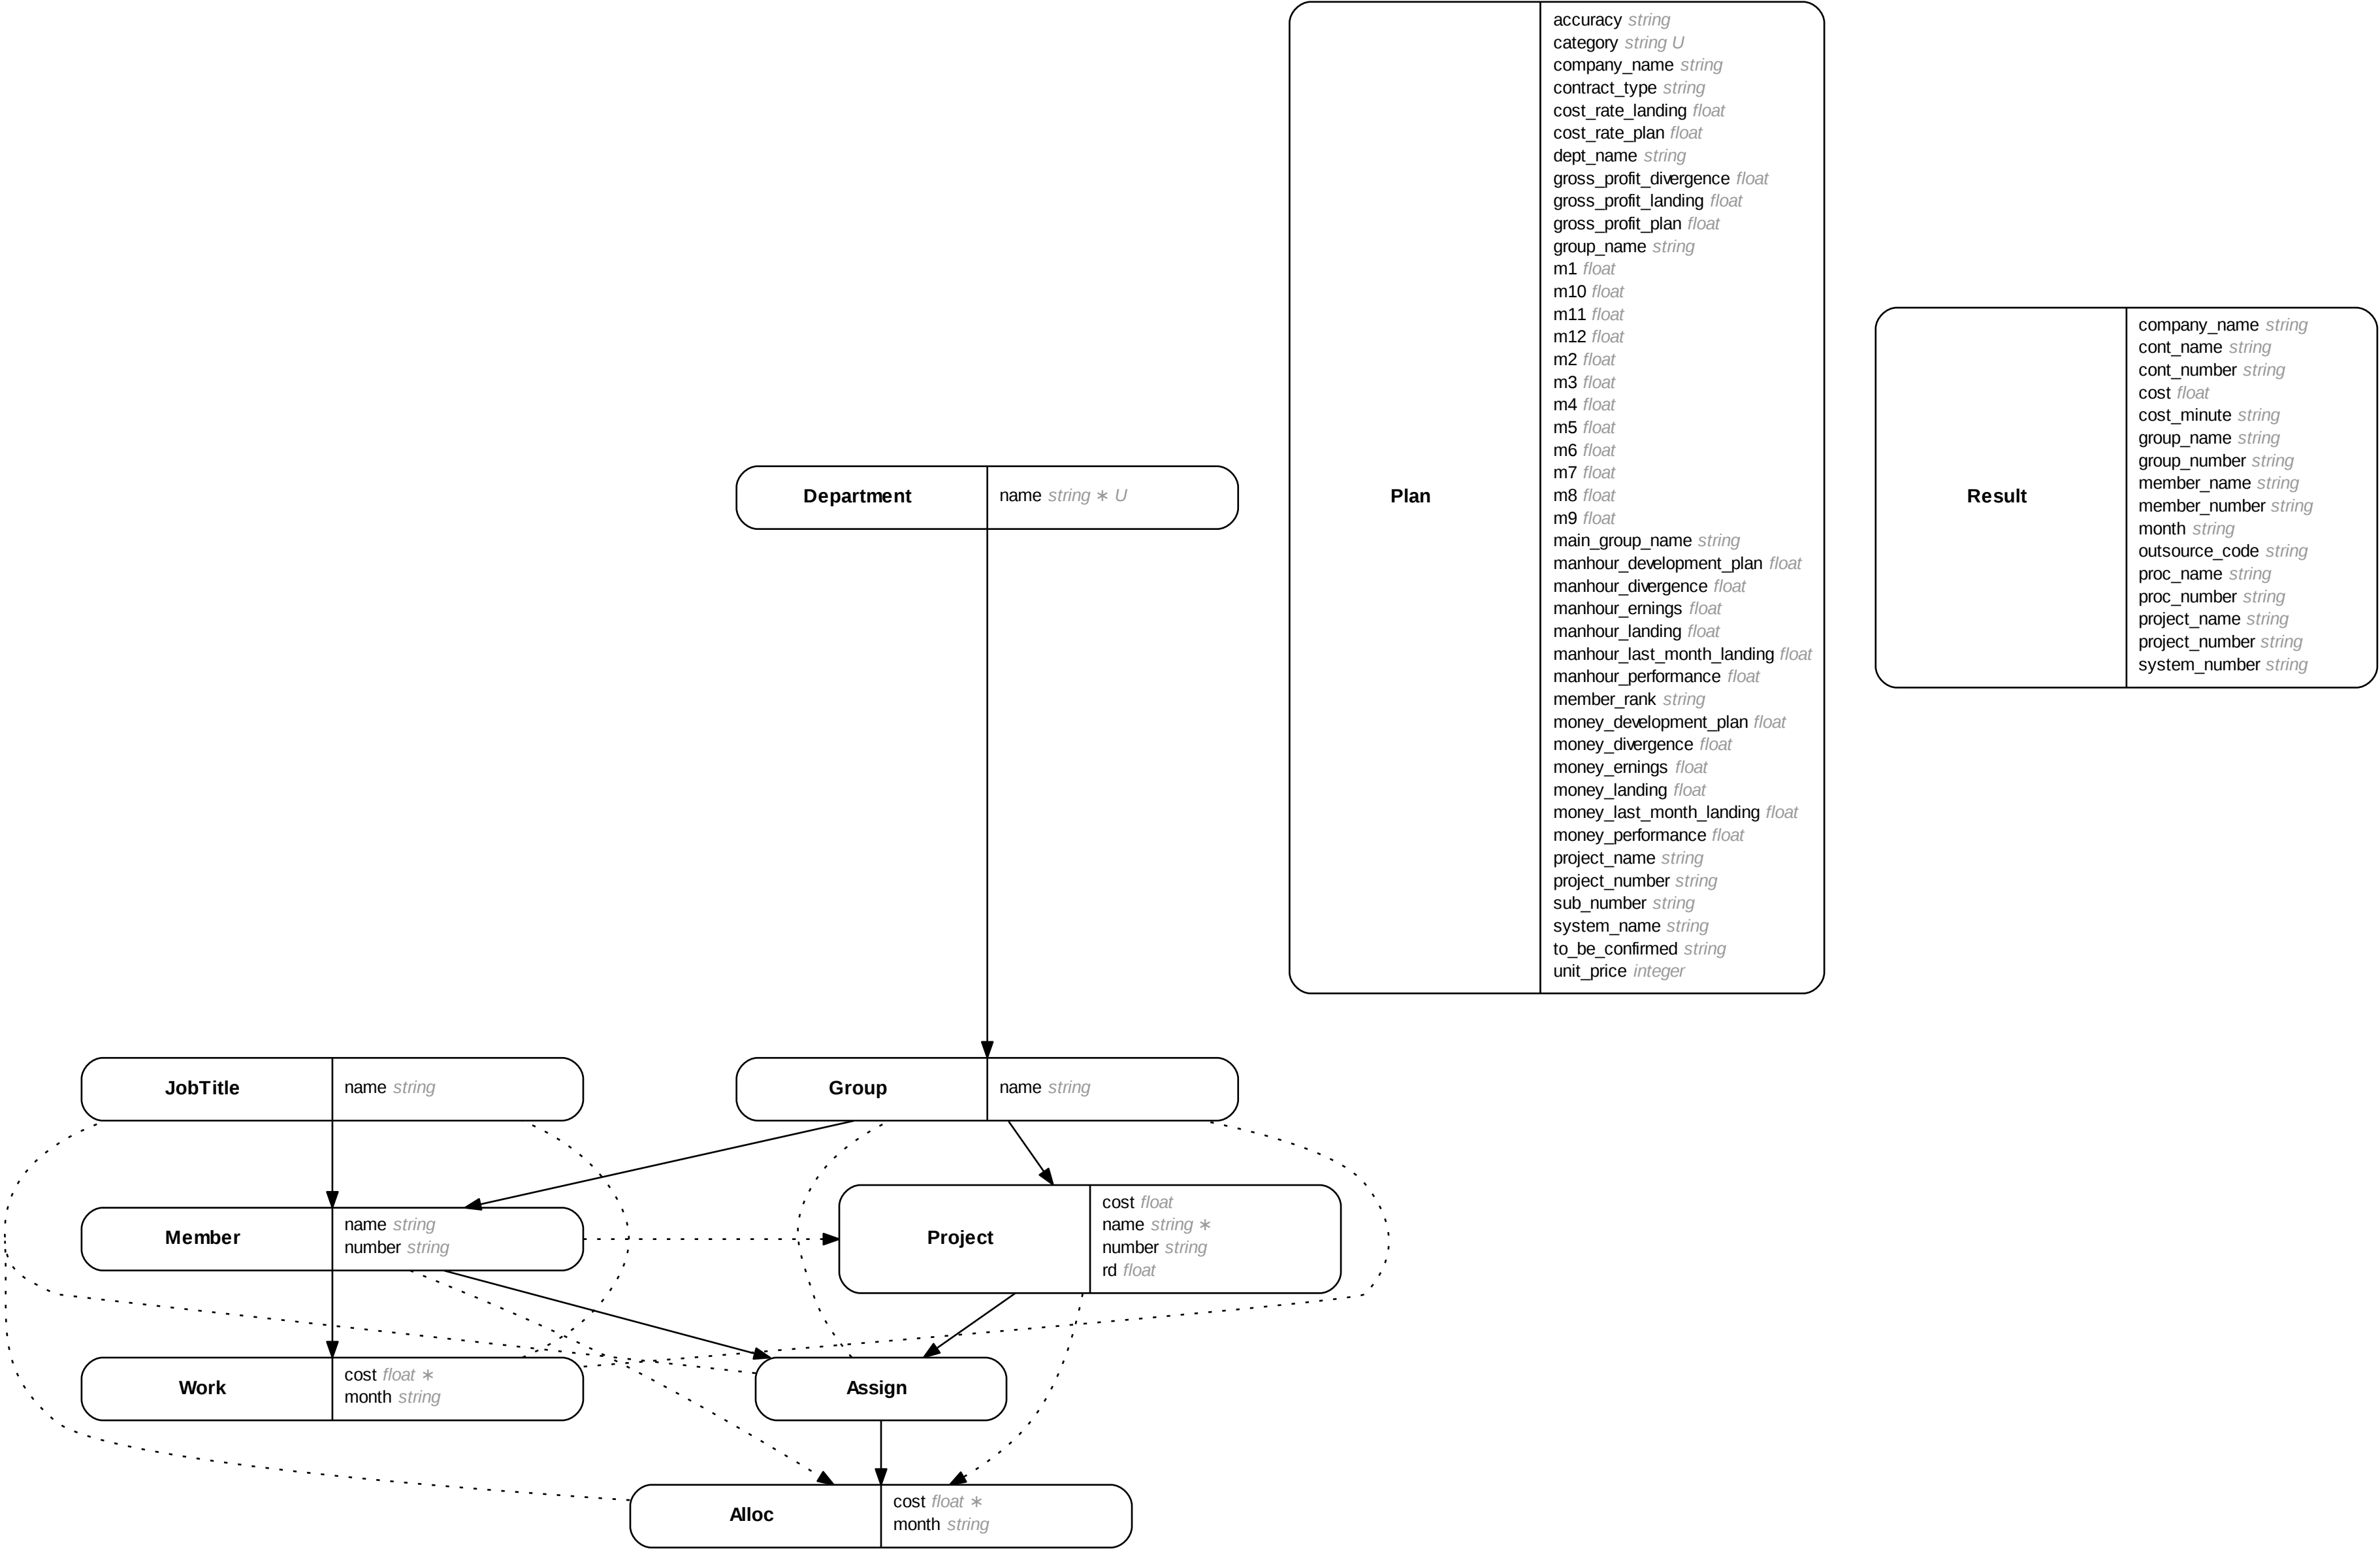 Plan
accuracy string
category string U
company_name string
contract_type string
cost_rate_landing float
cost_rate_plan float
dept_name string
gross_profit_divergence float
gross_profit_landing float
gross_profit_plan float
group_name string
m1 float
m10 float
m11 float
m12 float
m2 float
m3 float
m4 float
m5 float
m6 float
m7 float
m8 float
m9 float
main_group_name string
manhour_development_plan float
manhour_divergence float
manhour_ernings float
manhour_landing float
manhour_last_month_landing float
manhour_performance float
member_rank string
money_development_plan float
money_divergence float
money_ernings float
money_landing float
money_last_month_landing float
money_performance float
project_name string
project_number string
sub_number string
system_name string
to_be_confirmed string
unit_price integer
Result
company_name string
cont_name string
cont_number string
cost float
cost_minute string
group_name string
group_number string
member_name string
member_number string
month string
outsource_code string
proc_name string
proc_number string
project_name string
project_number string
system_number string
Department
name string ∗ U
JobTitle
name string
Group
name string
Member
name string
number string
Project
cost float
name string ∗
number string
rd float
Work
cost float ∗
month string
Assign
Alloc
cost float ∗
month string